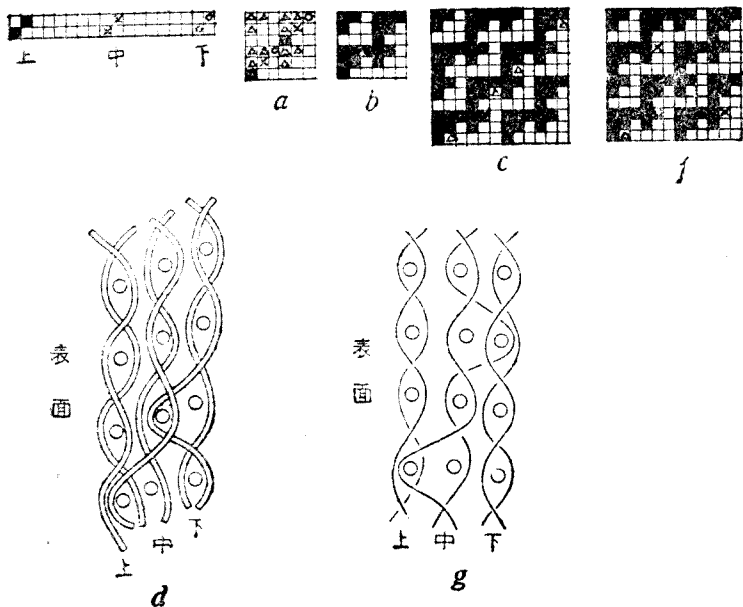 上 中 下
a b c f
表面
上 中 下
d
表面
上 中 下
g